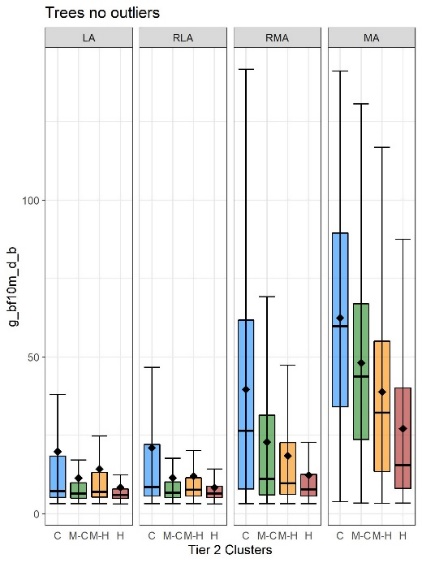 Trees no outliers
LA RLA RMA MA
g_bf10m_d_b
100
50
0
C M-C M-H H C M-C M-H H C M-C M-H H C M-C M-H H
Tier 2 Clusters